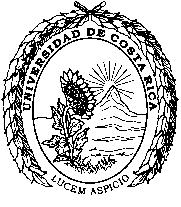 UNIVERSIDAD DE COSTA RICA
LUCEM ASPICIO